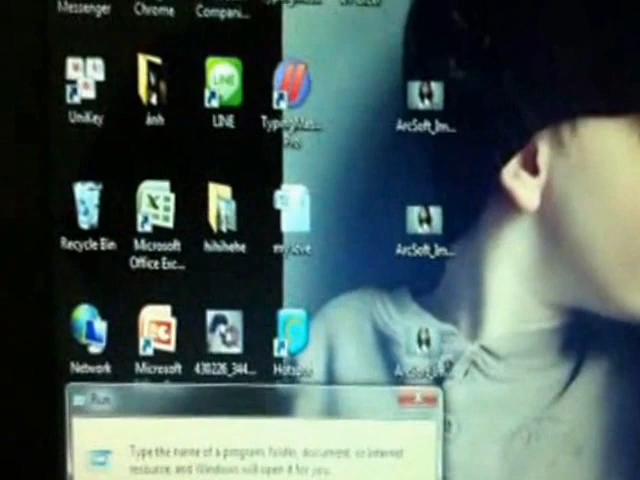 Messenger
Chrome
Compani...
UniKey
ảnh
LINE
TypingMas...
Pro
ArcSoft_Im...
Recycle Bin
Microsoft
Office Exc...
hihihehe
my love
ArcSoft_Im...
Network
Microsoft
430226_344...
Hotspot
Run
Type the name of a program, folder, document, or Internet
resource, and Windows will open it for you.